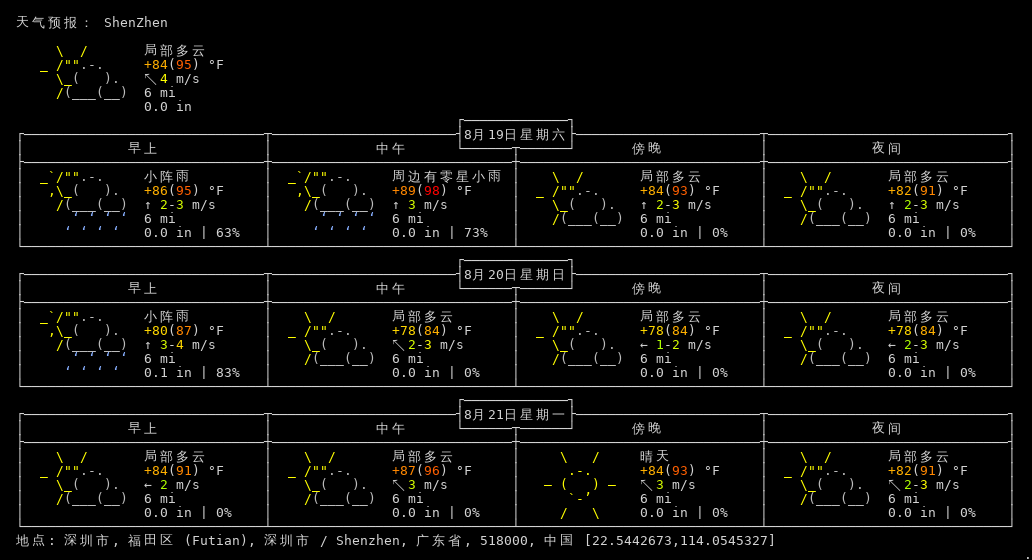 天气预报： ShenZhen
局部多云
+84(95) °F
↖ 4 m/s
6 mi
0.0 in
8月19日星期六
早上 中午 傍晚 夜间
小阵雨 周边有零星小雨 局部多云 局部多云
+86(95) °F +89(98) °F +84(93) °F +82(91) °F
↑ 2-3 m/s ↑ 3 m/s ↑ 2-3 m/s ↑ 2-3 m/s
6 mi 6 mi 6 mi 6 mi
0.0 in | 63% 0.0 in | 73% 0.0 in | 0% 0.0 in | 0%
8月20日星期日
早上 中午 傍晚 夜间
小阵雨 局部多云 局部多云 局部多云
+80(87) °F +78(84) °F +78(84) °F +78(84) °F
↑ 3-4 m/s ↖ 2-3 m/s ← 1-2 m/s ← 2-3 m/s
6 mi 6 mi 6 mi 6 mi
0.1 in | 83% 0.0 in | 0% 0.0 in | 0% 0.0 in | 0%
8月21日星期一
早上 中午 傍晚 夜间
局部多云 局部多云 晴天 局部多云
+84(91) °F +87(96) °F +84(93) °F +82(91) °F
← 2 m/s ↖ 3 m/s ↖ 3 m/s ↖ 2-3 m/s
6 mi 6 mi 6 mi 6 mi
0.0 in | 0% 0.0 in | 0% 0.0 in | 0% 0.0 in | 0%
地点: 深圳市, 福田区 (Futian), 深圳市 / Shenzhen, 广东省, 518000, 中国 [22.5442673,114.0545327]